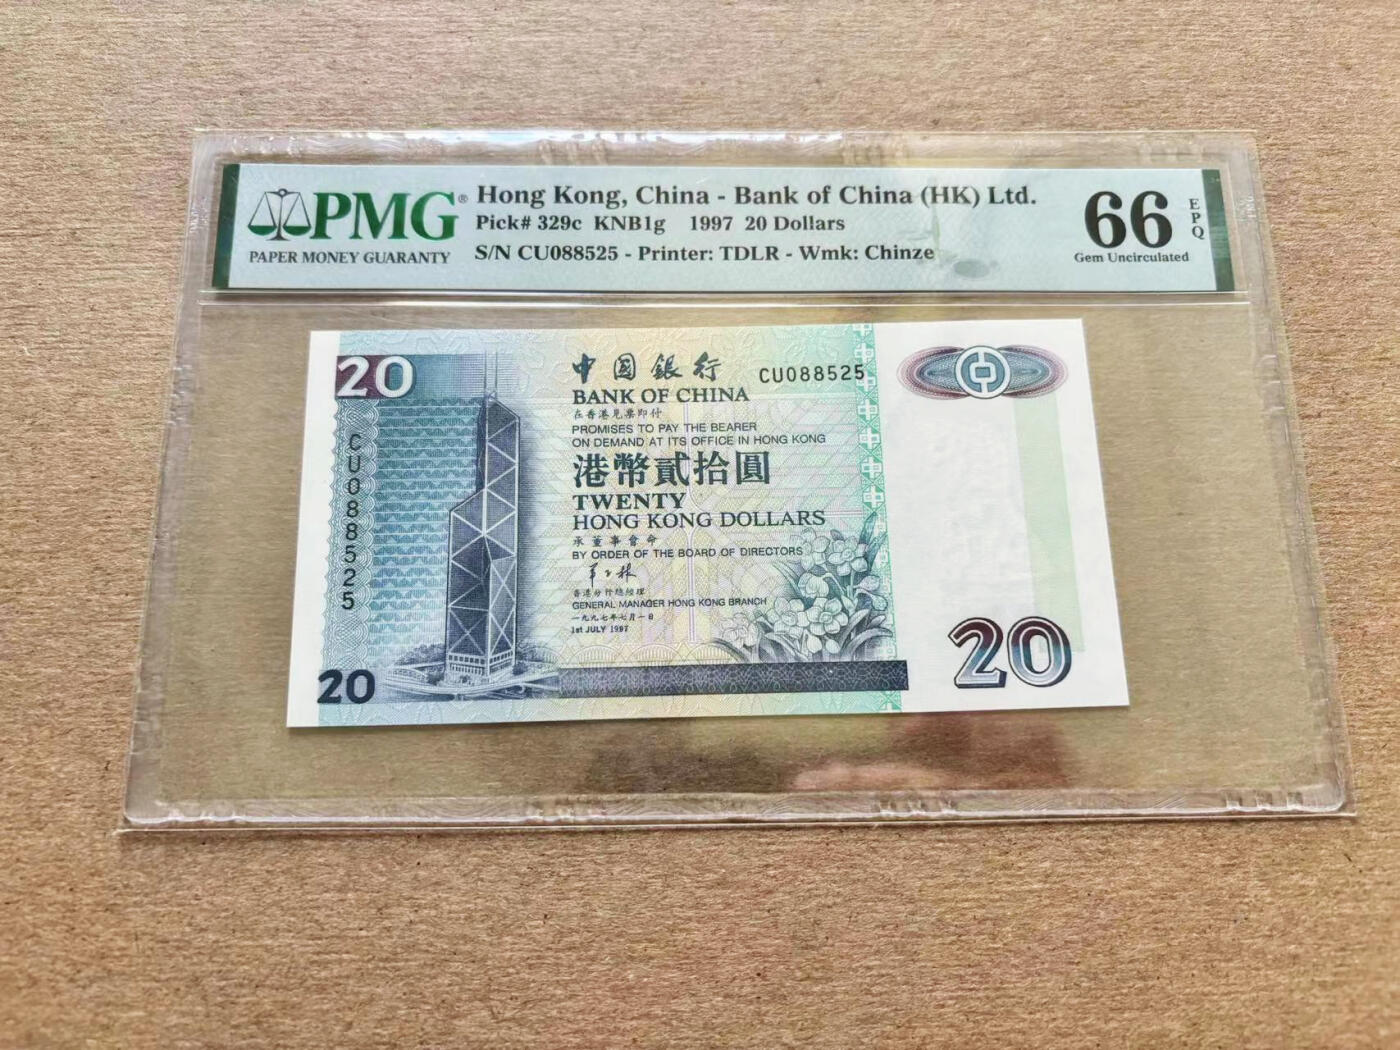 PMG®
PAPER MONEY GUARANTY
Hong Kong, China - Bank of China (HK) Ltd.
Pick# 329c KNB1g 1997 20 Dollars
S/N CU088525 - Printer: TDLR - Wmk: Chinze
66
EPQ
Gem Uncirculated
20
CU088525
20
中國銀行
CU088525
BANK OF CHINA
在香港見票即付
PROMISES TO PAY THE BEARER
ON DEMAND AT ITS OFFICE IN HONG KONG
港幣貳拾圓
TWENTY
HONG KONG DOLLARS
承董事會命
BY ORDER OF THE BOARD OF DIRECTORS
香港分行總經理
GENERAL MANAGER HONG KONG BRANCH
一九九七年七月一日
1st JULY 1997
20